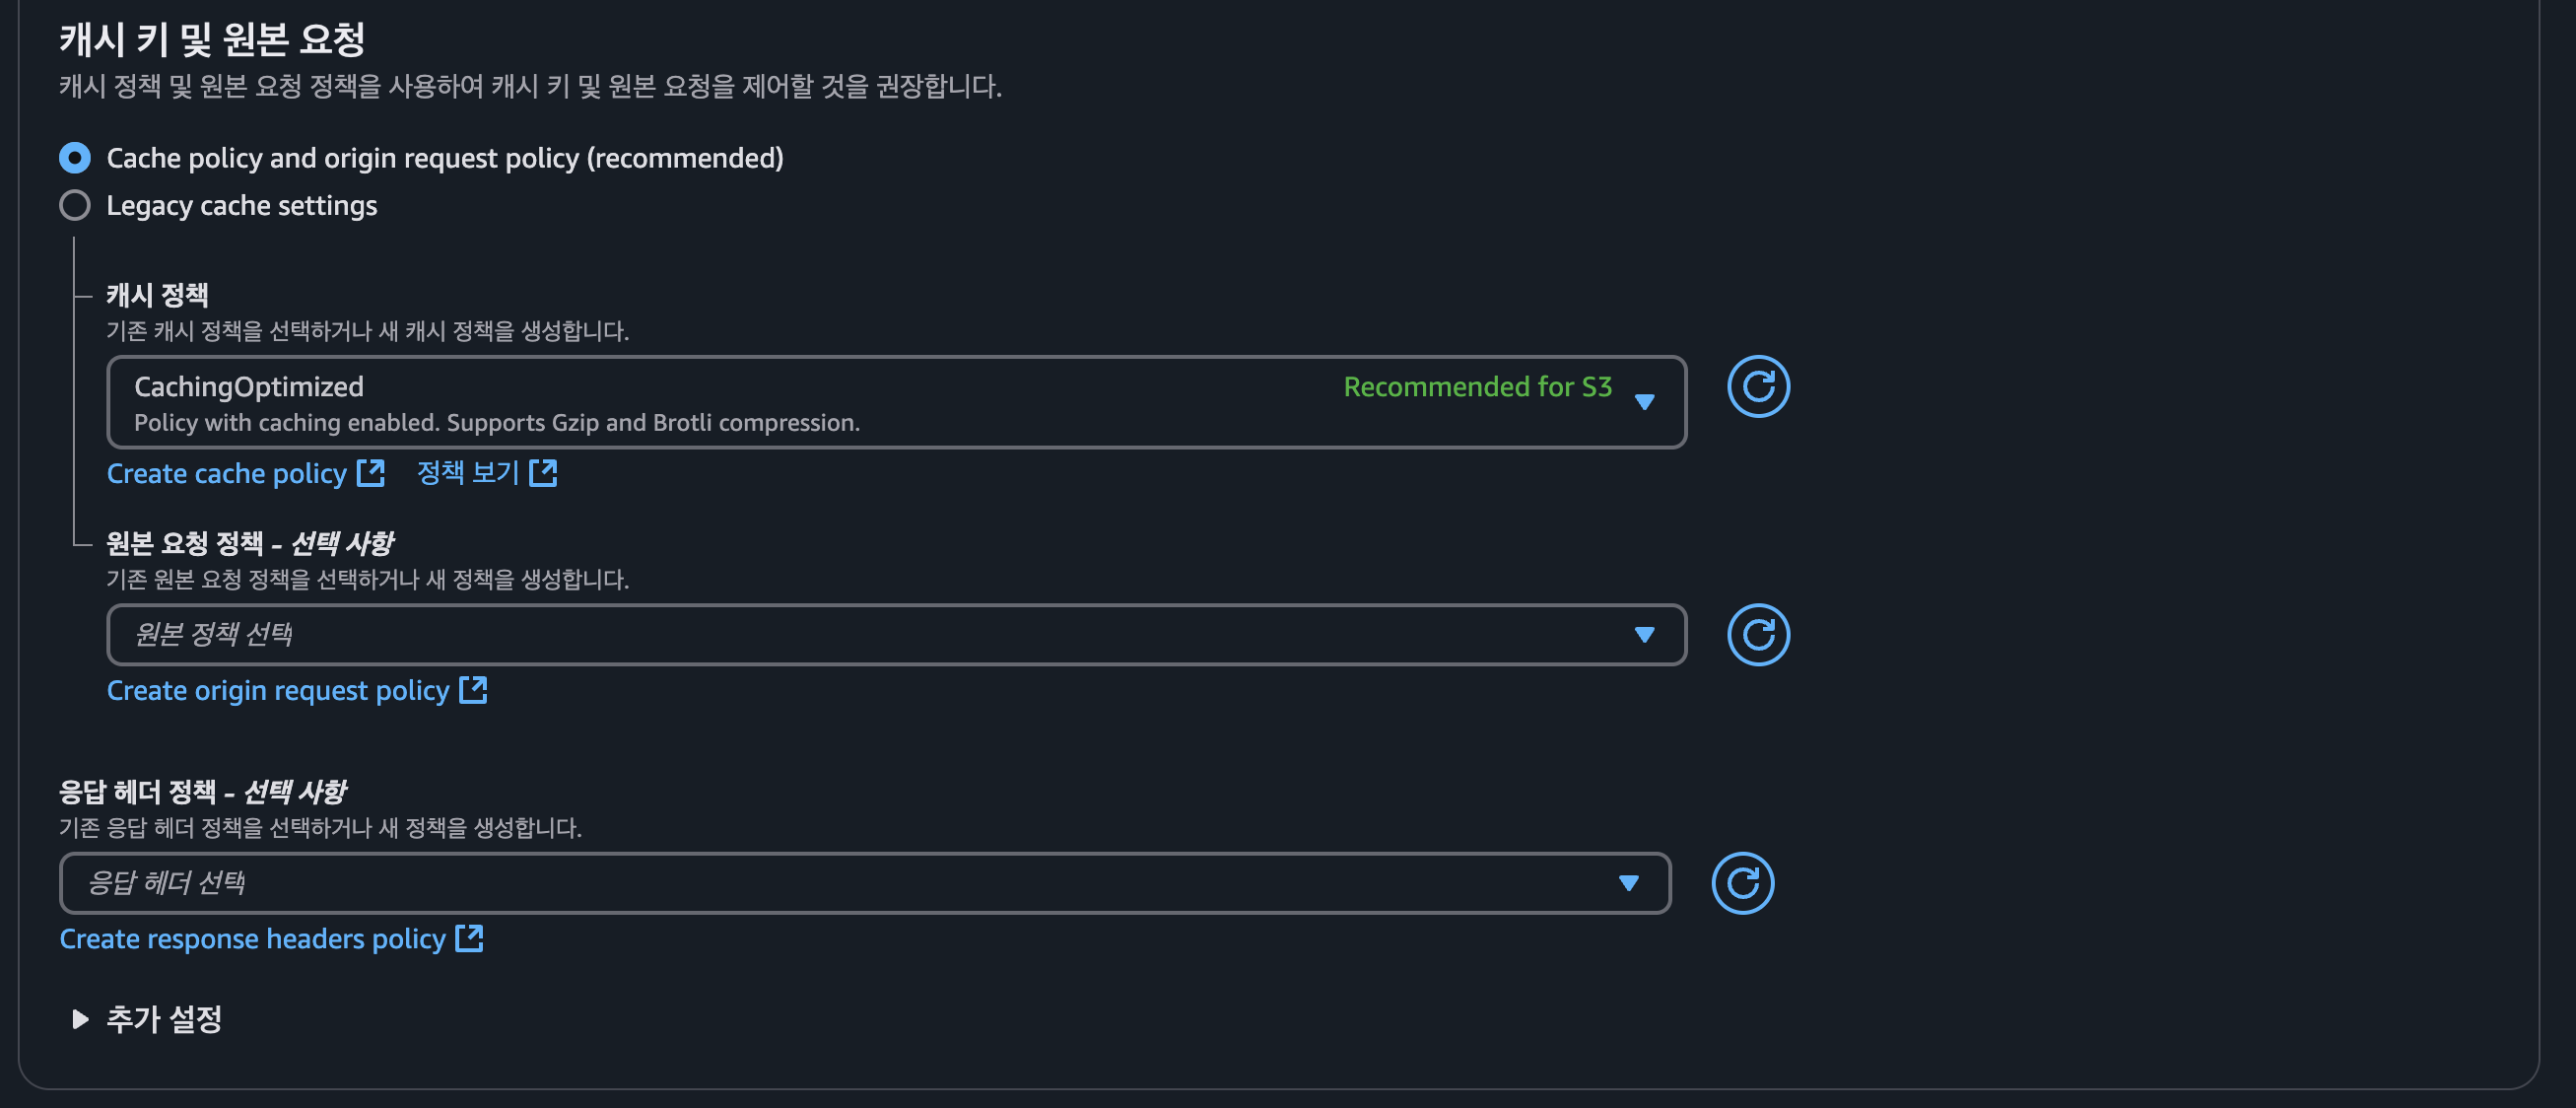 캐시 키 및 원본 요청
캐시 정책 및 원본 요청 정책을 사용하여 캐시 키 및 원본 요청을 제어할 것을 권장합니다.
Cache policy and origin request policy (recommended)
Legacy cache settings
캐시 정책
기존 캐시 정책을 선택하거나 새 캐시 정책을 생성합니다.
CachingOptimized Recommended for S3
Policy with caching enabled. Supports Gzip and Brotli compression.
Create cache policy 정책 보기
원본 요청 정책 - 선택 사항
기존 원본 요청 정책을 선택하거나 새 정책을 생성합니다.
원본 정책 선택
Create origin request policy
응답 헤더 정책 - 선택 사항
기존 응답 헤더 정책을 선택하거나 새 정책을 생성합니다.
응답 헤더 선택
Create response headers policy
추가 설정